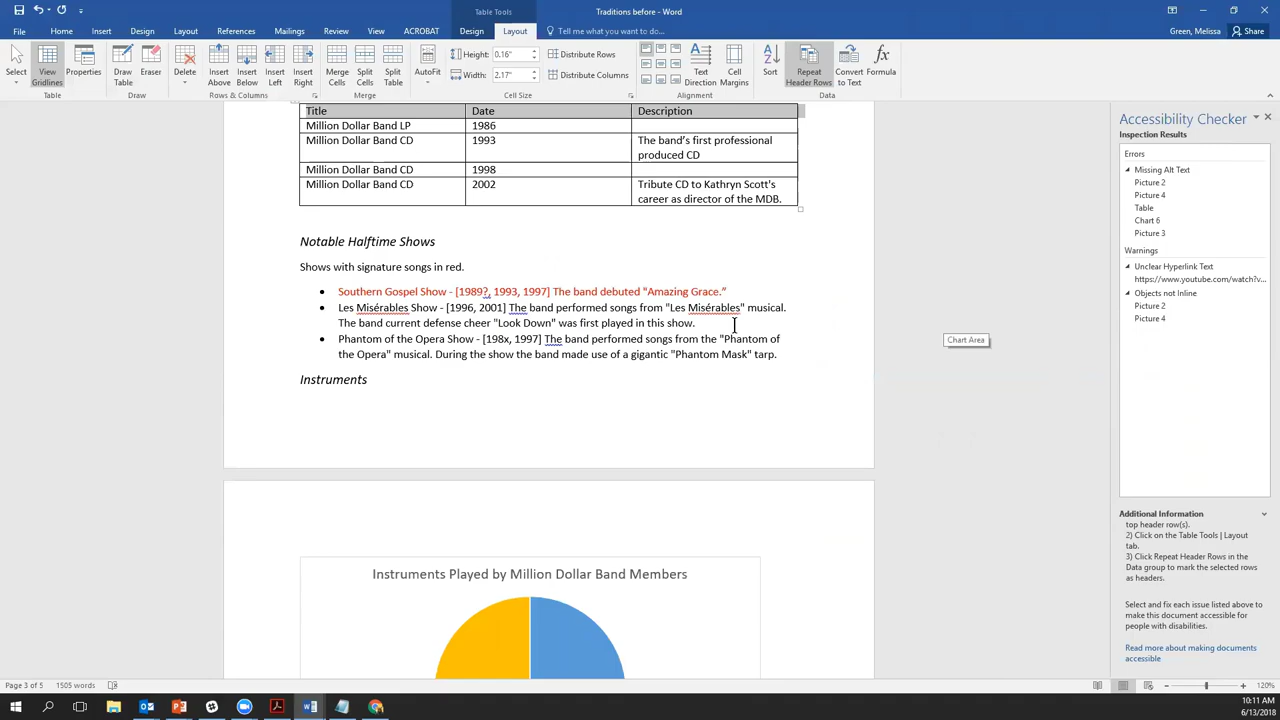 Table Tools
Traditions before - Word
File Home Insert Design Layout References Mailings Review View ACROBAT Design Layout Tell me what you want to do... Green, Melissa Share
Select View Gridlines Properties Draw Table Eraser Delete Insert Above Insert Below Insert Left Insert Right Merge Cells Split Cells Split Table AutoFit Height: 0.16" Width: 2.17" Distribute Rows Distribute Columns Text Direction Cell Margins Sort Repeat Header Rows Convert to Text Formula
Table Draw Rows & Columns Merge Cell Size Alignment Data
Title Date Description
Million Dollar Band LP 1986
Million Dollar Band CD 1993 The band's first professional
produced CD
Million Dollar Band CD 1998
Million Dollar Band CD 2002 Tribute CD to Kathryn Scott's
career as director of the MDB.
Notable Halftime Shows
Shows with signature songs in red.
• Southern Gospel Show - [1989?, 1993, 1997] The band debuted "Amazing Grace."
• Les Misérables Show - [1996, 2001] The band performed songs from "Les Misérables" musical.
The band current defense cheer "Look Down" was first played in this show.
• Phantom of the Opera Show - [198x, 1997] The band performed songs from the "Phantom of
the Opera" musical. During the show the band made use of a gigantic "Phantom Mask" tarp.
Instruments
Instruments Played by Million Dollar Band Members
Chart Area
Accessibility Checker
Inspection Results
Errors
Missing Alt Text
Picture 2
Picture 4
Table
Chart 6
Picture 3
Warnings
Unclear Hyperlink Text
https://www.youtube.com/watch?v...
Objects not Inline
Picture 2
Picture 4
Additional Information
top header row(s).
2) Click on the Table Tools | Layout
tab.
3) Click Repeat Header Rows in the
Data group to mark the selected rows
as headers.
Select and fix each issue listed above to
make this document accessible for
people with disabilities.
Read more about making documents
accessible
Page 3 of 5 1505 words 120%
10:11 AM
6/13/2018